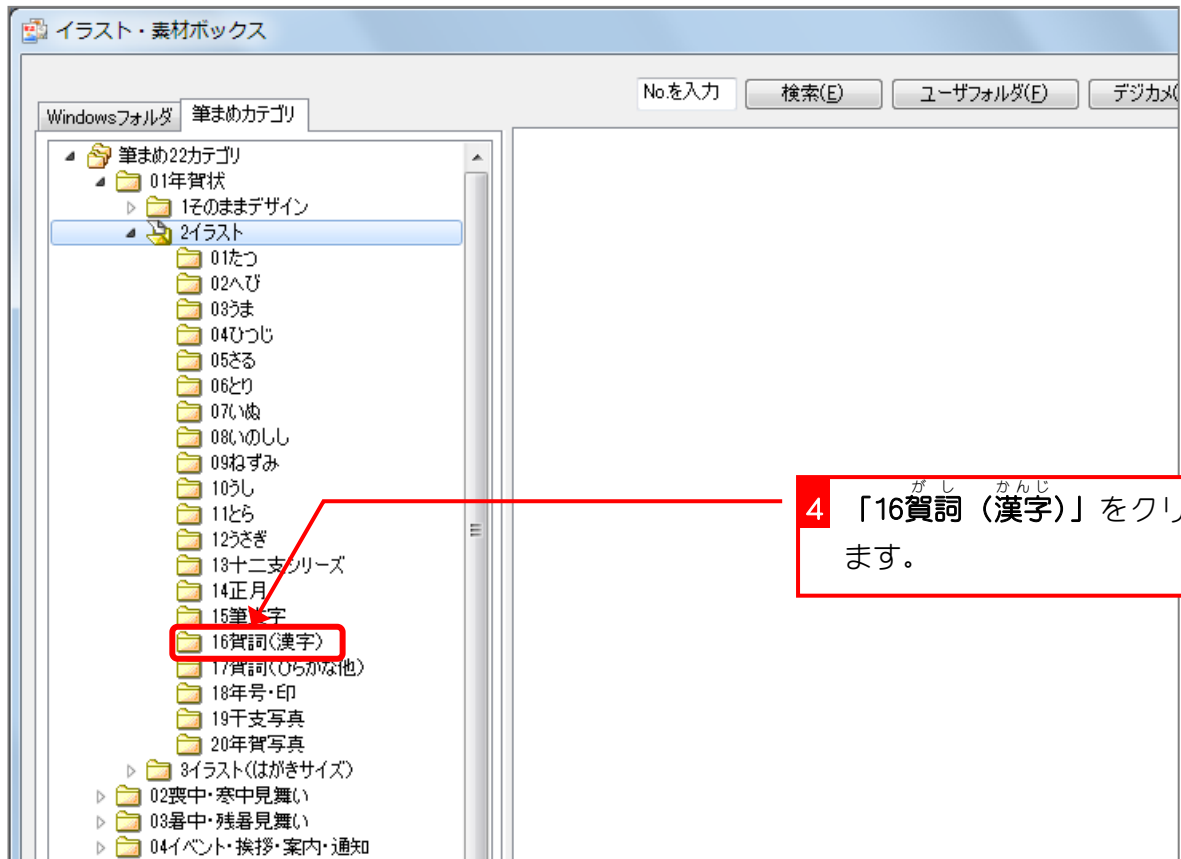 イラスト・素材ボックス
No.を入力 検索(E) ユーザフォルダ(F) デジカメ(
Windowsフォルダ 筆まめカテゴリ
筆まめ22カテゴリ
01年賀状
1そのままデザイン
2イラスト
01たつ
02へび
03うま
04ひつじ
05さる
06とり
07いぬ
08いのしし
09ねずみ
10うし
11とら
12うさぎ
13十二支シリーズ
14正月
15筆 字
16賀詞(漢字)
17賀詞(ひらがな他)
18年号・印
19干支写真
20年賀写真
3イラスト(はがきサイズ)
02喪中・寒中見舞い
03暑中・残暑見舞い
04イベント・挨拶・案内・通知
がし かんじ
4 「16賀詞（漢字）」をクリ
ます。